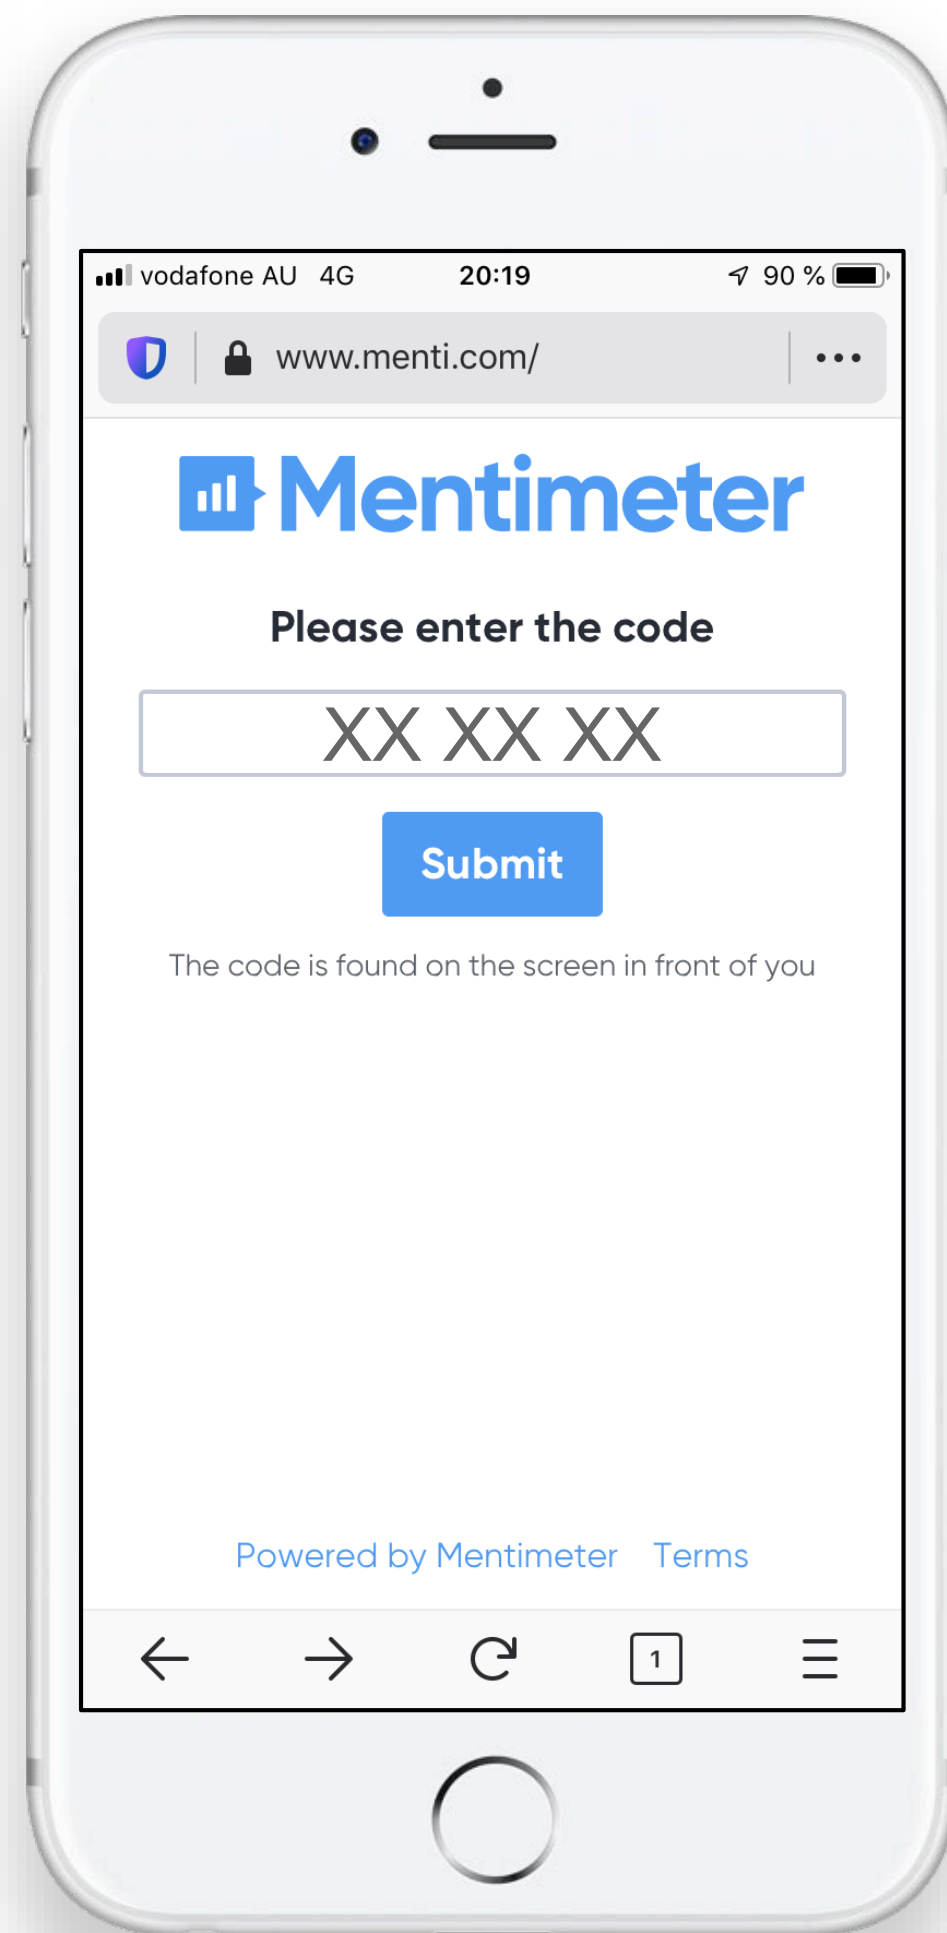 vodafone AU 4G 20:19 90 %
www.menti.com/
Mentimeter
Please enter the code
XX XX XX
Submit
The code is found on the screen in front of you
Powered by Mentimeter Terms
1